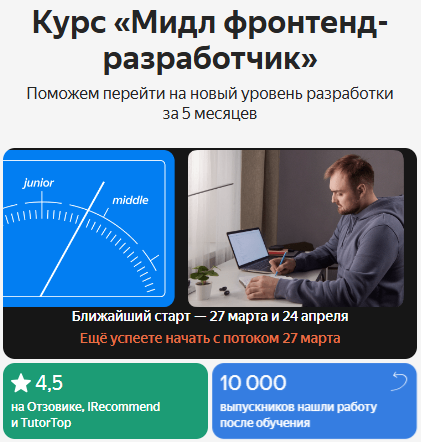 Курс «Мидл фронтенд-
разработчик»
Поможем перейти на новый уровень разработки
за 5 месяцев
junior
middle
Ближайший старт — 27 марта и 24 апреля
Ещё успеете начать с потоком 27 марта
4,5
на Отзовике, IRecommend
и TutorTop
10 000
выпускников нашли работу
после обучения